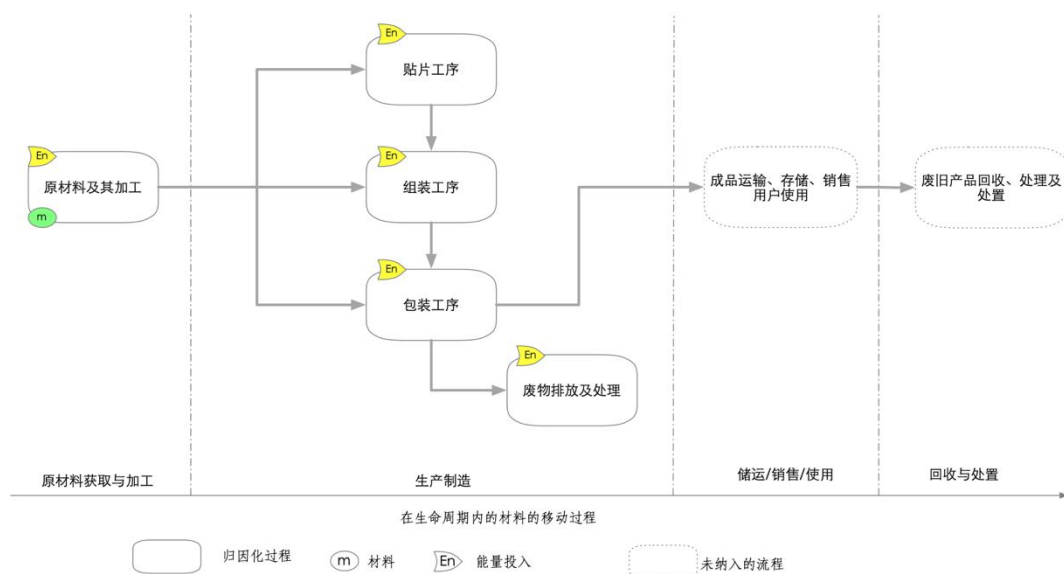 En
贴片工序
En
原材料及其加工
m
En
组装工序
成品运输、存储、销售
用户使用
废旧产品回收、处理及
处置
En
包装工序
En
废物排放及处理
原材料获取与加工
生产制造
储运/销售/使用
回收与处置
在生命周期内的材料的移动过程
归因化过程
m
材料
En
能量投入
未纳入的流程